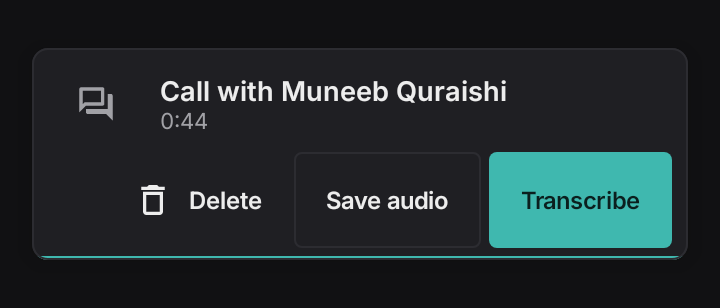 Call with Muneeb Quraishi
0:44
Delete
Save audio
Transcribe